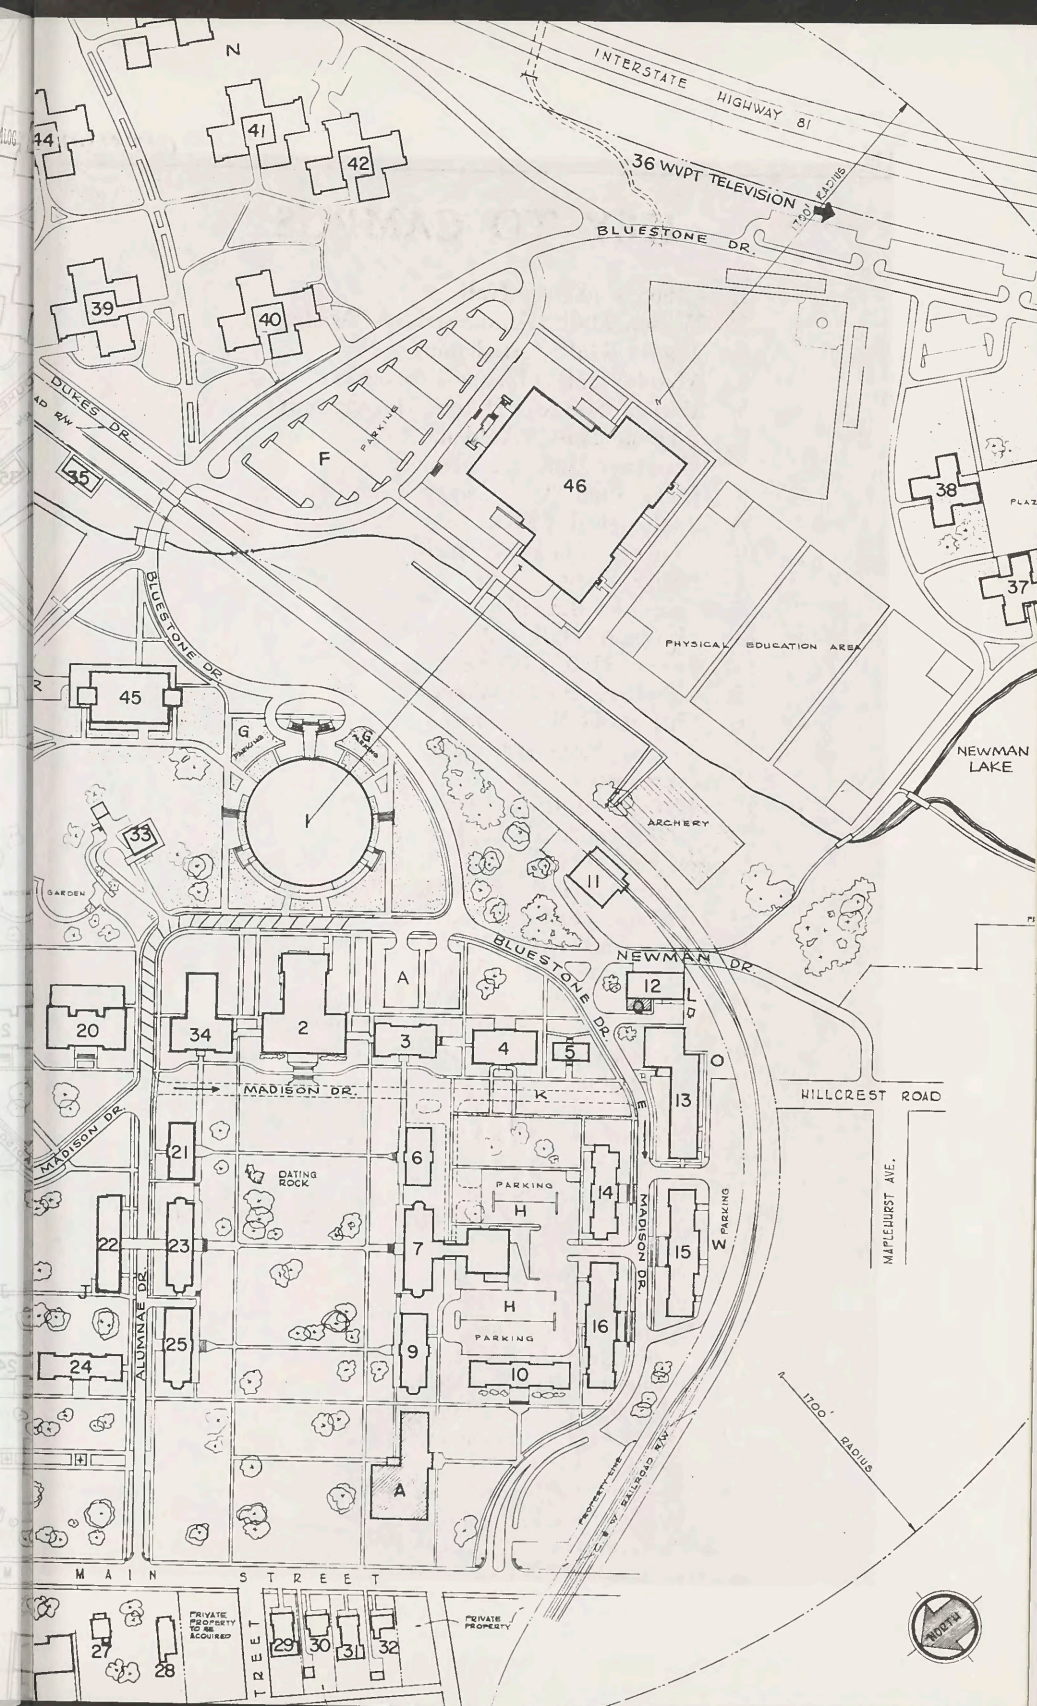 N
INTERSTATE HIGHWAY 81
44
41
42
36 WVPT TELEVISION
1700' RADIUS
BLUESTONE DR.
39
40
DUKES DR.
AD R/W
PARKING
F
35
46
38
PLAZ
37
BLUESTONE DR.
PHYSICAL EDUCATION AREA
45
G
PARKING
G
PARKING
NEWMAN
LAKE
1
33
ARCHERY
11
GARDEN
BLUESTONE DR.
NEWMAN DR.
A
12
L
20
34
2
3
4
5
O
MADISON DR.
K
E
13
HILLCREST ROAD
MADISON DR.
21
6
DATING
ROCK
PARKING
H
14
MADISON DR.
PARKING
W
MAPLEHURST AVE.
22
23
7
15
J
ALUMNAE DR.
H
PARKING
25
9
16
24
10
1700' RADIUS
A
PROPERTY LINE
C & W RAILROAD R/W
MAIN STREET
27
28
PRIVATE
PROPERTY
TO BE
ACQUIRED
TREET
29
30
31
32
PRIVATE
PROPERTY
NORTH